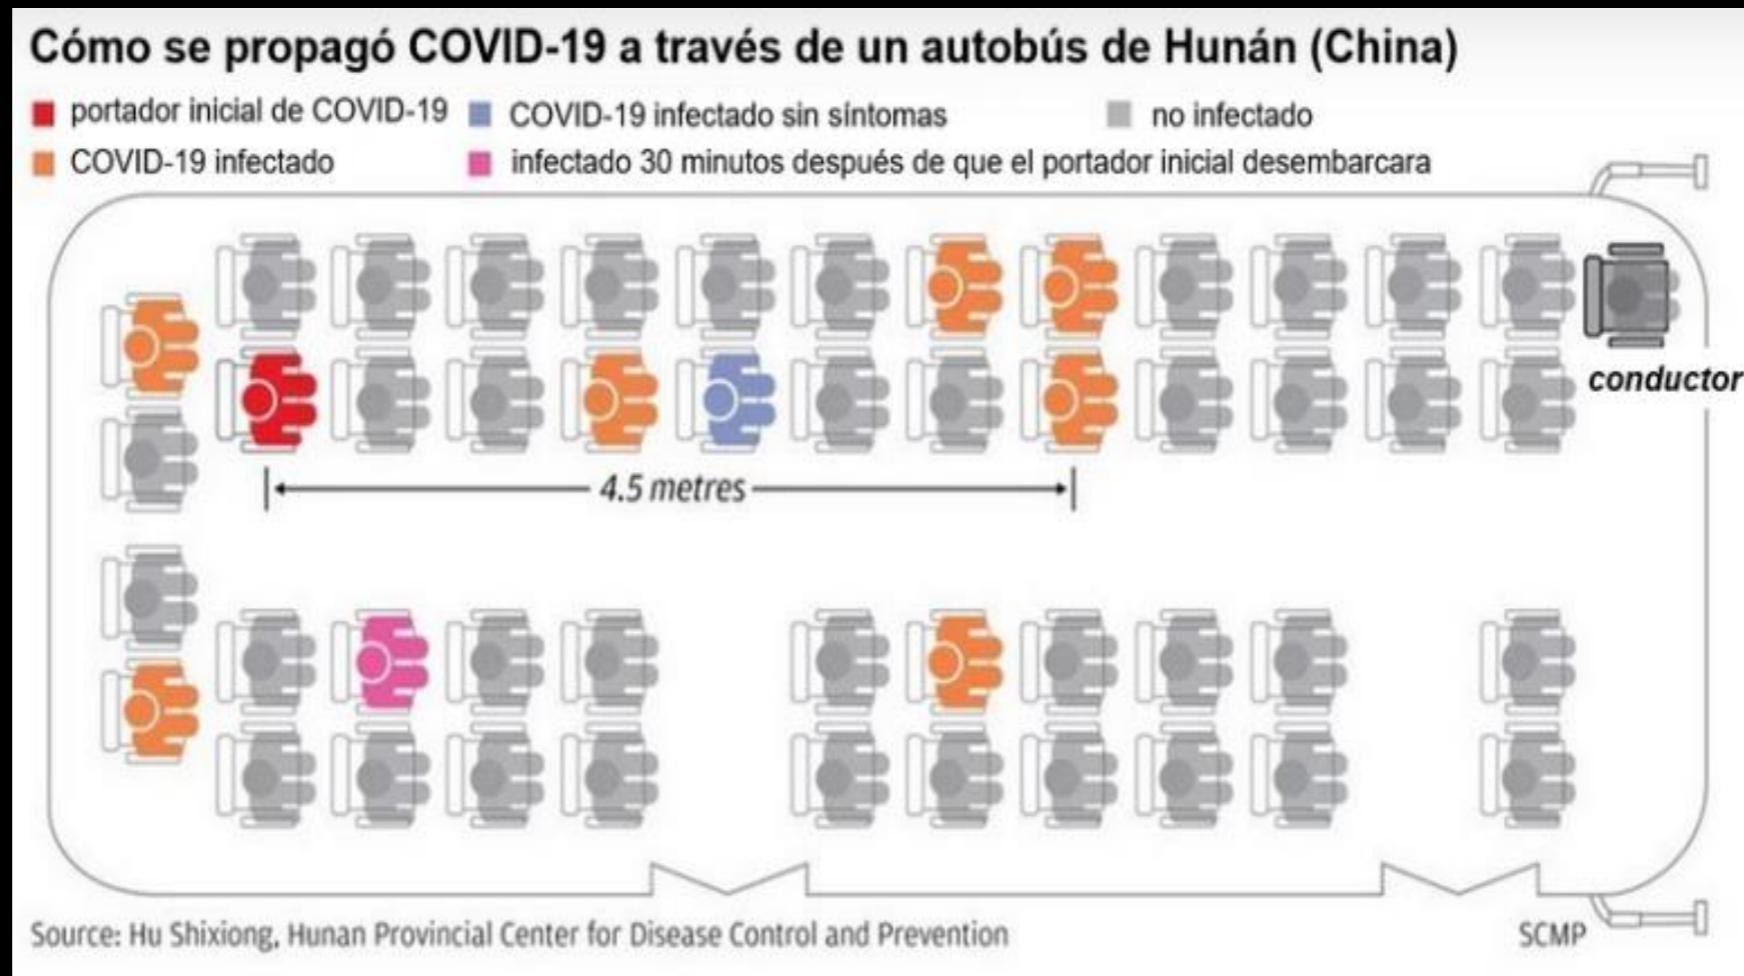 Cómo se propagó COVID-19 a través de un autobús de Hunán (China)
portador inicial de COVID-19
COVID-19 infectado sin síntomas
no infectado
COVID-19 infectado
infectado 30 minutos después de que el portador inicial desembarcara
conductor
4.5 metres
Source: Hu Shixiong, Hunan Provincial Center for Disease Control and Prevention
SCMP